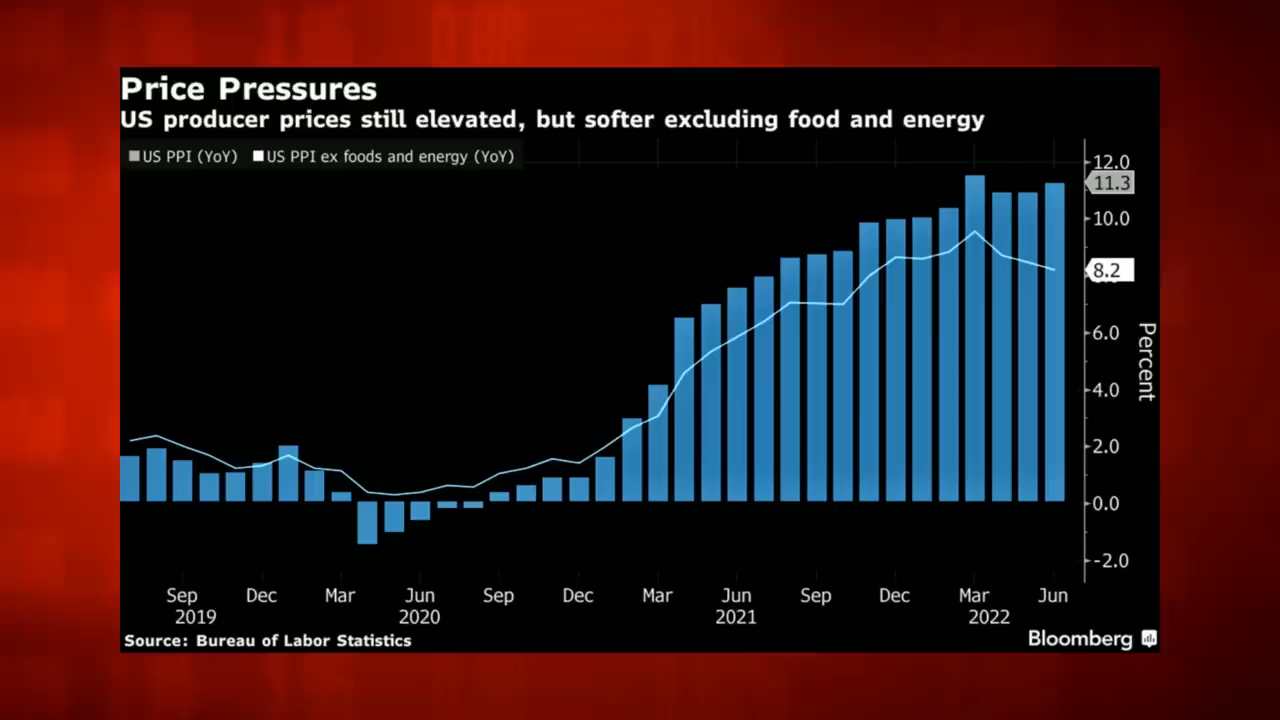 Price Pressures
US producer prices still elevated, but softer excluding food and energy
US PPI (YoY) US PPI ex foods and energy (YoY)
12.0
11.3
10.0
8.2
6.0
4.0
2.0
0.0
-2.0
Percent
Sep Dec Mar Jun Sep Dec Mar Jun Sep Dec Mar Jun
2019 2020 2021 2022
Source: Bureau of Labor Statistics
Bloomberg